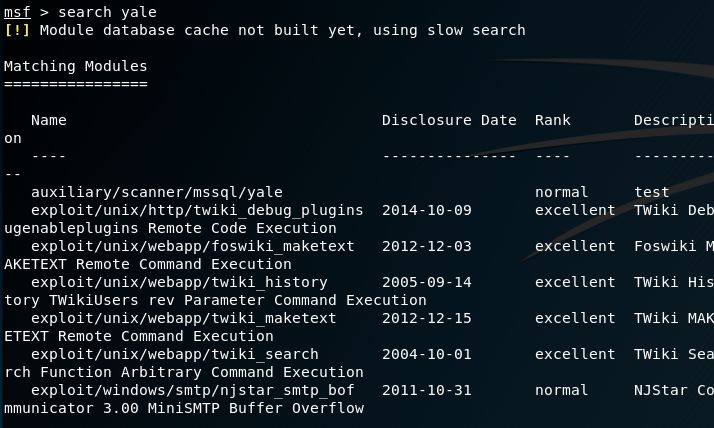 msf > search yale
[!] Module database cache not built yet, using slow search
Matching Modules
================
Name Disclosure Date Rank Descripti
on
---- --------------- ---- ---------
--
auxiliary/scanner/mssql/yale normal test
exploit/unix/http/twiki_debug_plugins 2014-10-09 excellent TWiki Deb
ugenableplugins Remote Code Execution
exploit/unix/webapp/foswiki_maketext 2012-12-03 excellent Foswiki M
AKETEXT Remote Command Execution
exploit/unix/webapp/twiki_history 2005-09-14 excellent TWiki His
tory TWikiUsers rev Parameter Command Execution
exploit/unix/webapp/twiki_maketext 2012-12-15 excellent TWiki MAK
ETEXT Remote Command Execution
exploit/unix/webapp/twiki_search 2004-10-01 excellent TWiki Sea
rch Function Arbitrary Command Execution
exploit/windows/smtp/njstar_smtp_bof 2011-10-31 normal NJStar Co
mmunicator 3.00 MiniSMTP Buffer Overflow